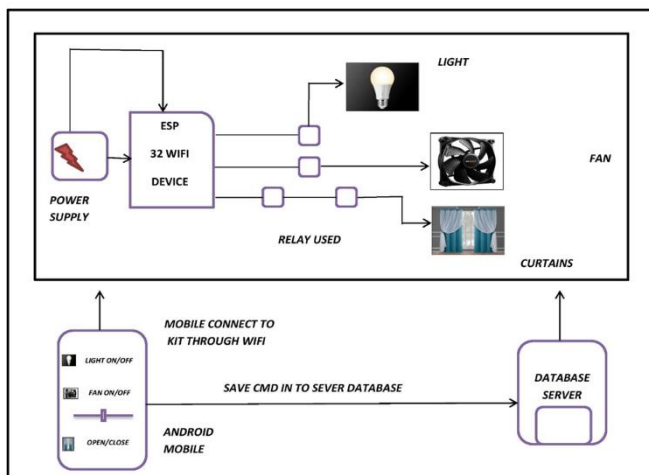 LIGHT
ESP
32 WIFI
DEVICE
FAN
POWER
SUPPLY
RELAY USED
CURTAINS
MOBILE CONNECT TO
KIT THROUGH WIFI
LIGHT ON/OFF
FAN ON/OFF
OPEN/CLOSE
SAVE CMD IN TO SEVER DATABASE
ANDROID
MOBILE
DATABASE
SERVER